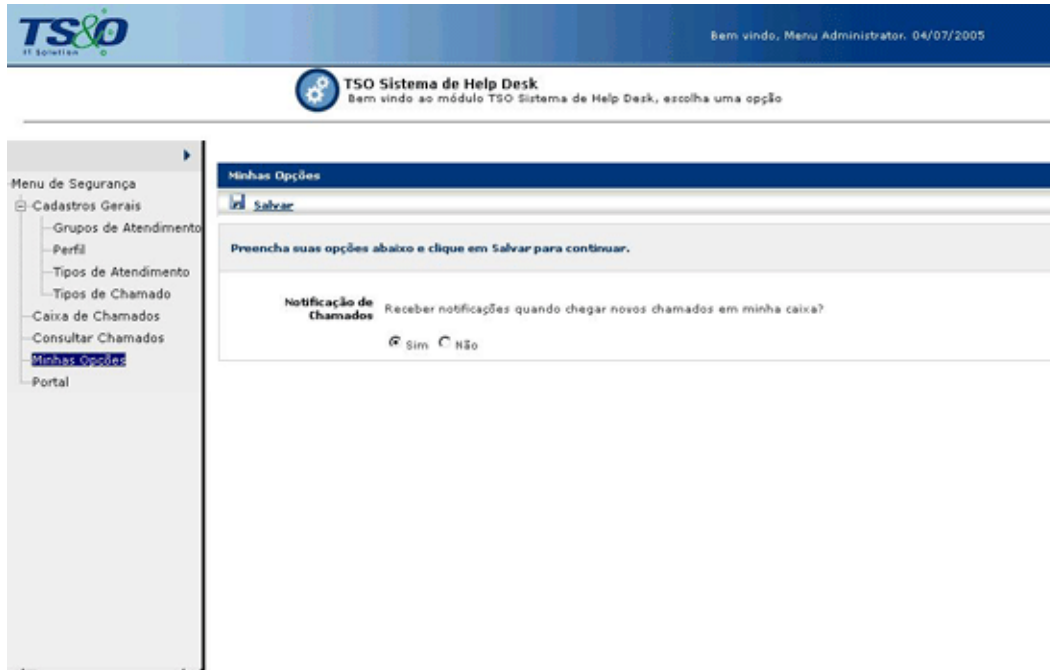 TS&O
IT Solution
Bem vindo, Menu Administrator. 04/07/2005
TSO Sistema de Help Desk
Bem vindo ao módulo TSO Sistema de Help Desk, escolha uma opção
Menu de Segurança
Cadastros Gerais
Grupos de Atendimento
Perfil
Tipos de Atendimento
Tipos de Chamado
Caixa de Chamados
Consultar Chamados
Minhas Opções
Portal
Minhas Opções
Salvar
Preencha suas opções abaixo e clique em Salvar para continuar.
Notificação de
Chamados
Receber notificações quando chegar novos chamados em minha caixa?
Sim Não